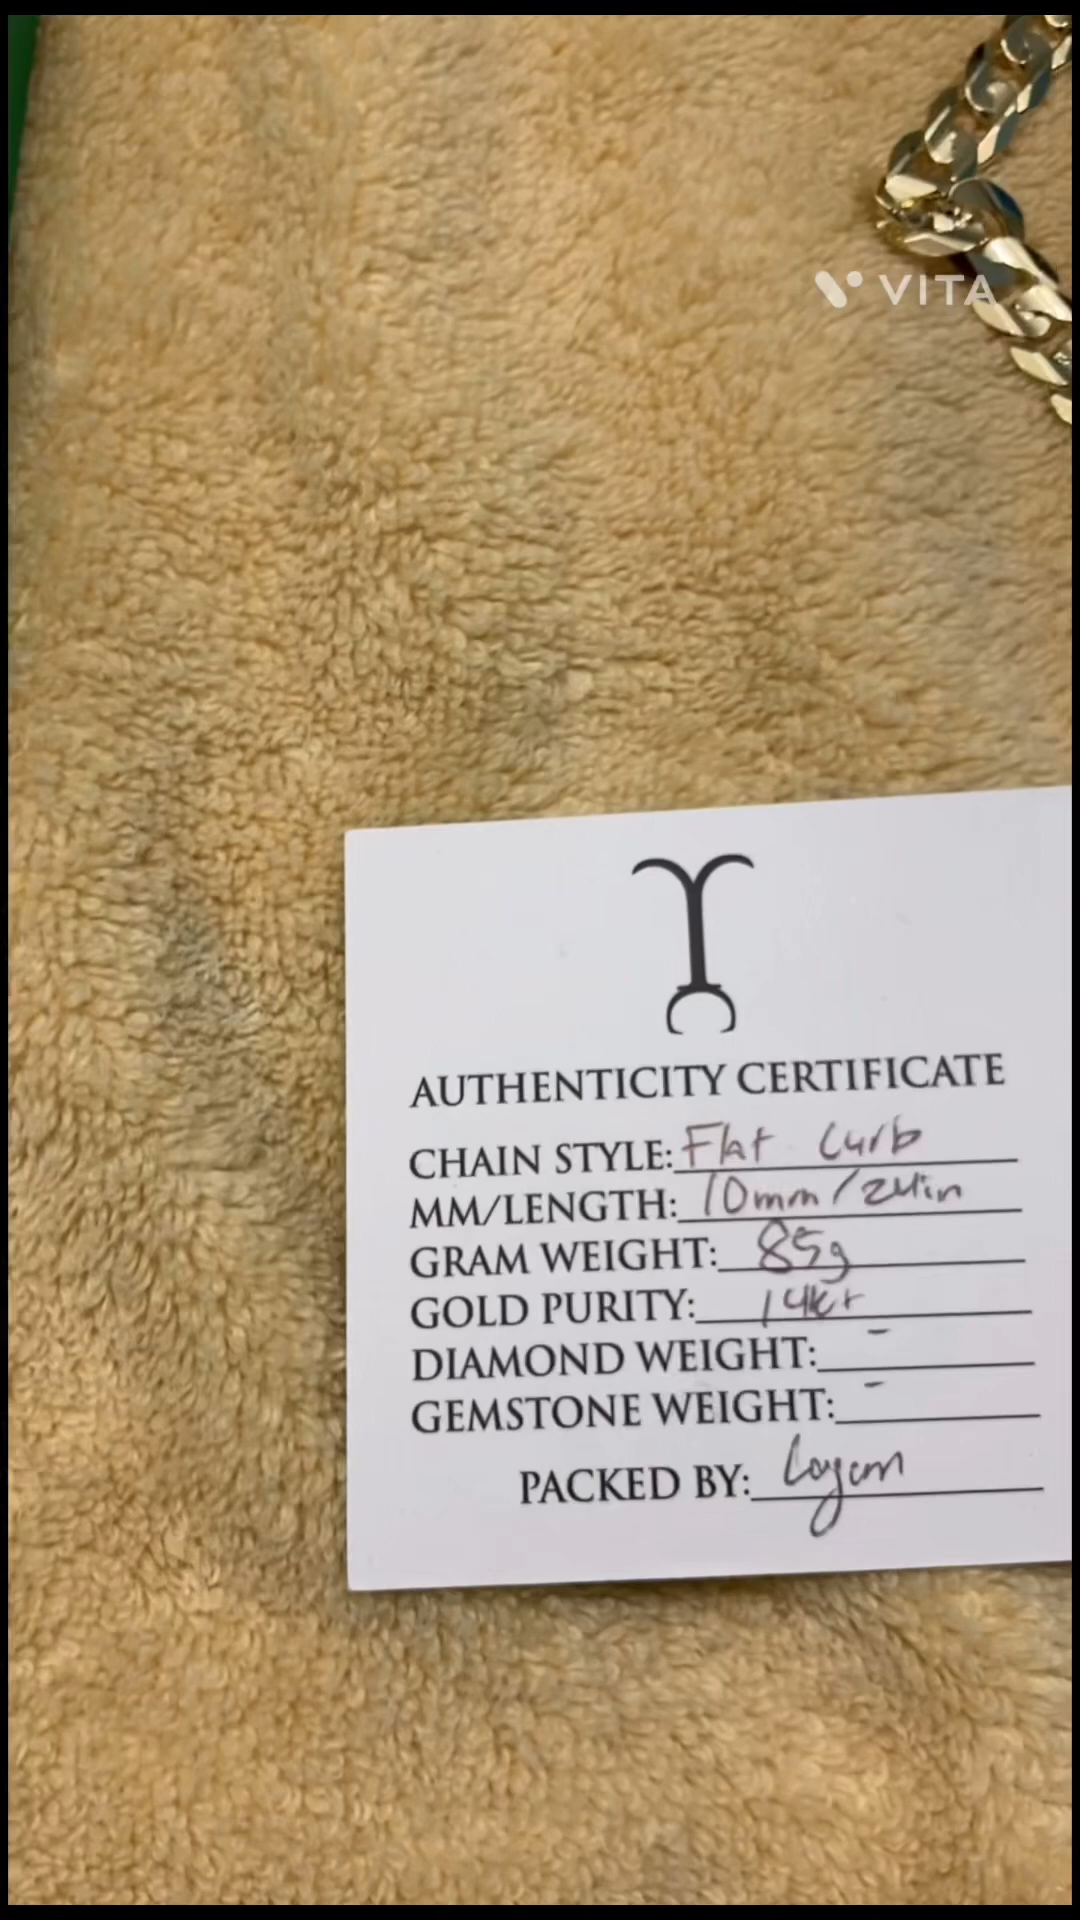 VITA
AUTHENTICITY CERTIFICATE
CHAIN STYLE: Flat Curb
MM/LENGTH: 10mm/24in
GRAM WEIGHT: 85g
GOLD PURITY: 14kt
DIAMOND WEIGHT: -
GEMSTONE WEIGHT: -
PACKED BY: Logan